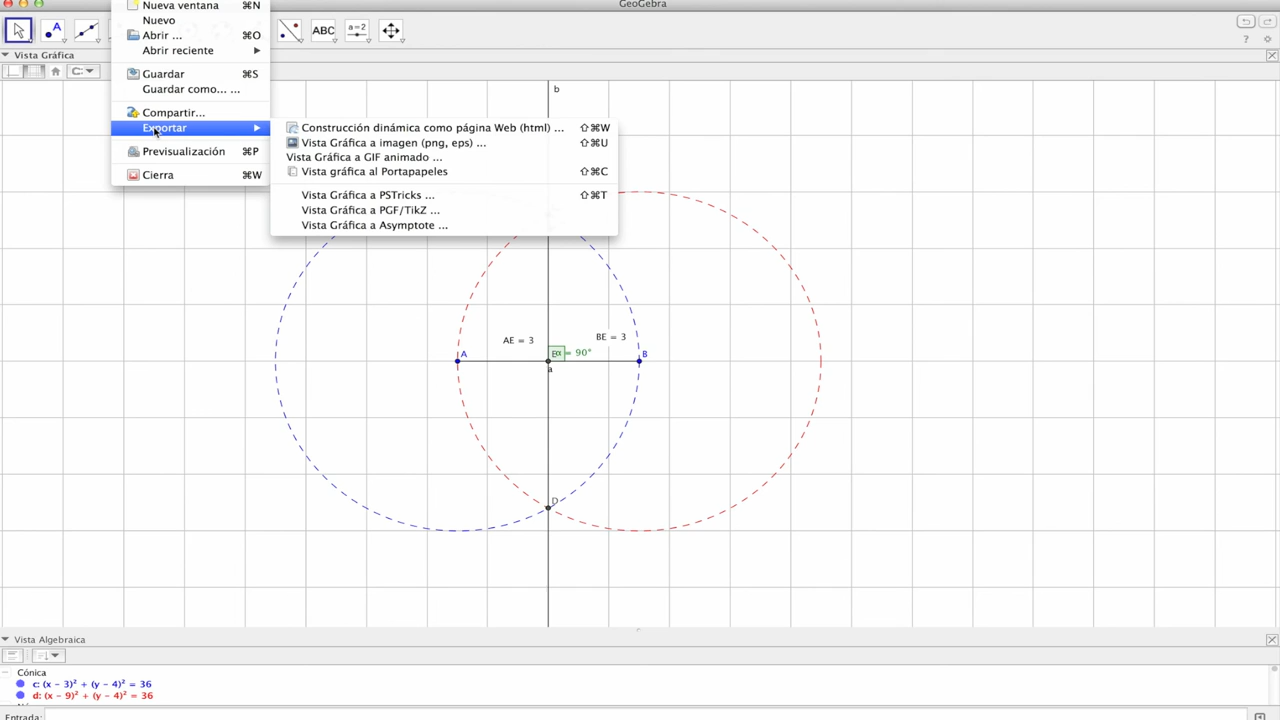 GeoGebra
Nueva ventana ⌘N
Nuevo
Abrir ... ⌘O
Abrir reciente
Guardar ⌘S
Guardar como... ...
Compartir...
Exportar
Previsualización ⌘P
Cierra ⌘W
ABC
a=2
Vista Gráfica
Construcción dinámica como página Web (html) ... ⇧⌘W
Vista Gráfica a imagen (png, eps) ... ⇧⌘U
Vista Gráfica a GIF animado ...
Vista gráfica al Portapapeles ⇧⌘C
Vista Gráfica a PSTricks ... ⇧⌘T
Vista Gráfica a PGF/TikZ ...
Vista Gráfica a Asymptote ...
b
AE = 3
BE = 3
A
E
α = 90°
B
a
D
Vista Algebraica
Cónica
c: (x − 3)² + (y − 4)² = 36
d: (x − 9)² + (y − 4)² = 36
Entrada: